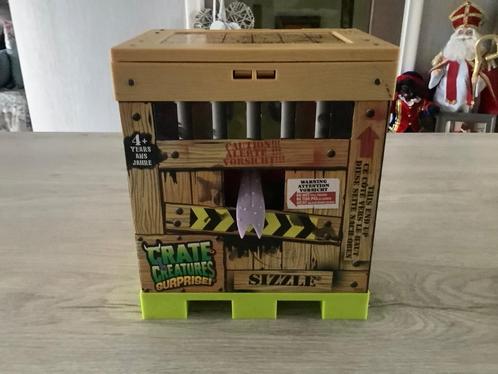 4+
YEARS
ANS
JAHRE
CAUTION!!!
ALERTE
VORSICHT!!!
WARNING
ATTENTION
VORSICHT
THIS END UP
CE CÔTÉ VERS LE HAUT
DIESE SEITE NACH OBEN
CRATE
CREATURES
SURPRISE!
SIZZLE